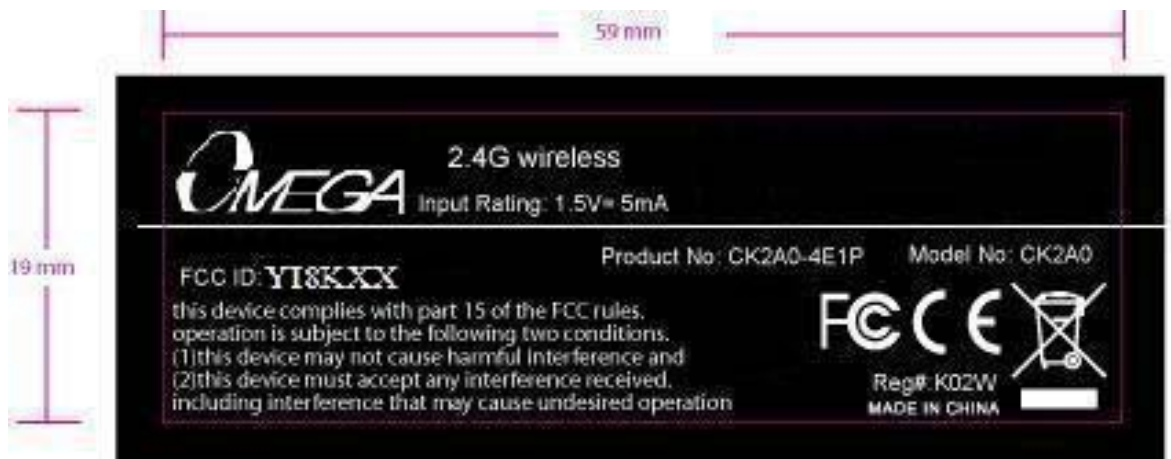 59 mm
19 mm
OMEGA
2.4G wireless
Input Rating: 1.5V= 5mA
Product No: CK2A0-4E1P Model No: CK2A0
FCC ID: YI8KXX
this device complies with part 15 of the FCC rules.
operation is subject to the following two conditions.
(1)this device may not cause harmful interference and
(2)this device must accept any interference received.
including interference that may cause undesired operation
FC CE
Reg#: K02W
MADE IN CHINA